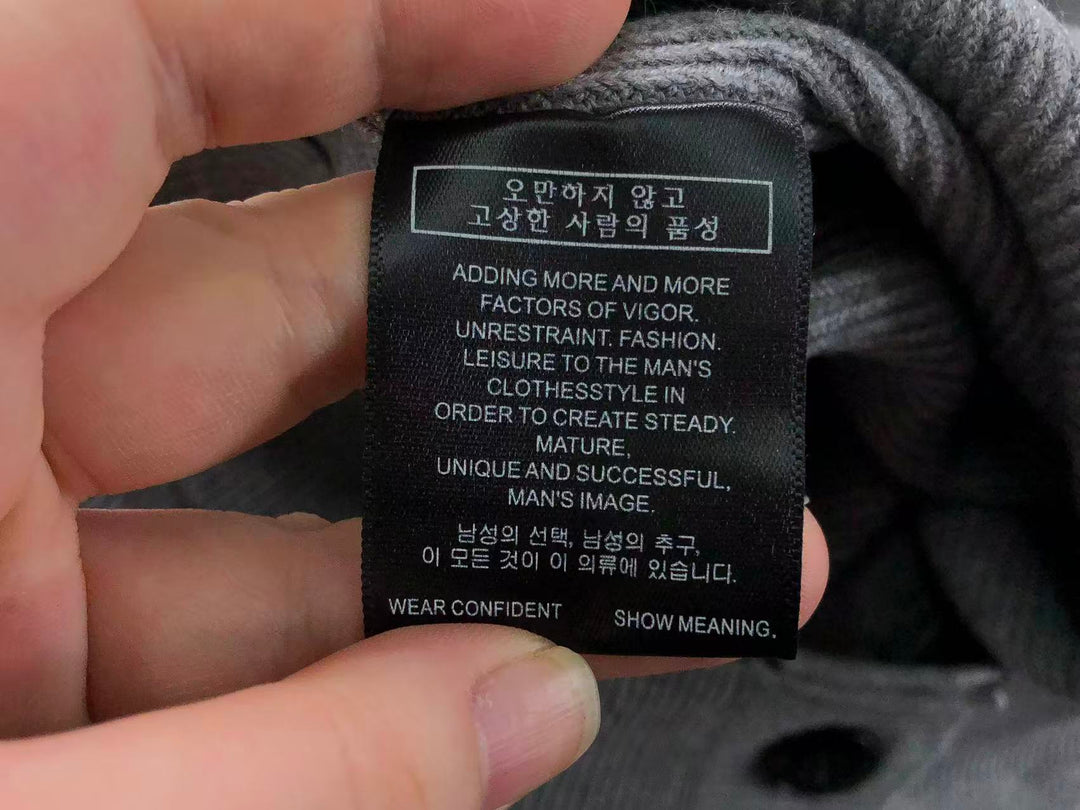 오만하지 않고
고상한 사람의 품성
ADDING MORE AND MORE
FACTORS OF VIGOR.
UNRESTRAINT. FASHION.
LEISURE TO THE MAN'S
CLOTHESSTYLE IN
ORDER TO CREATE STEADY.
MATURE,
UNIQUE AND SUCCESSFUL,
MAN'S IMAGE.
남성의 선택, 남성의 추구,
이 모든 것이 이 의류에 있습니다.
WEAR CONFIDENT SHOW MEANING.